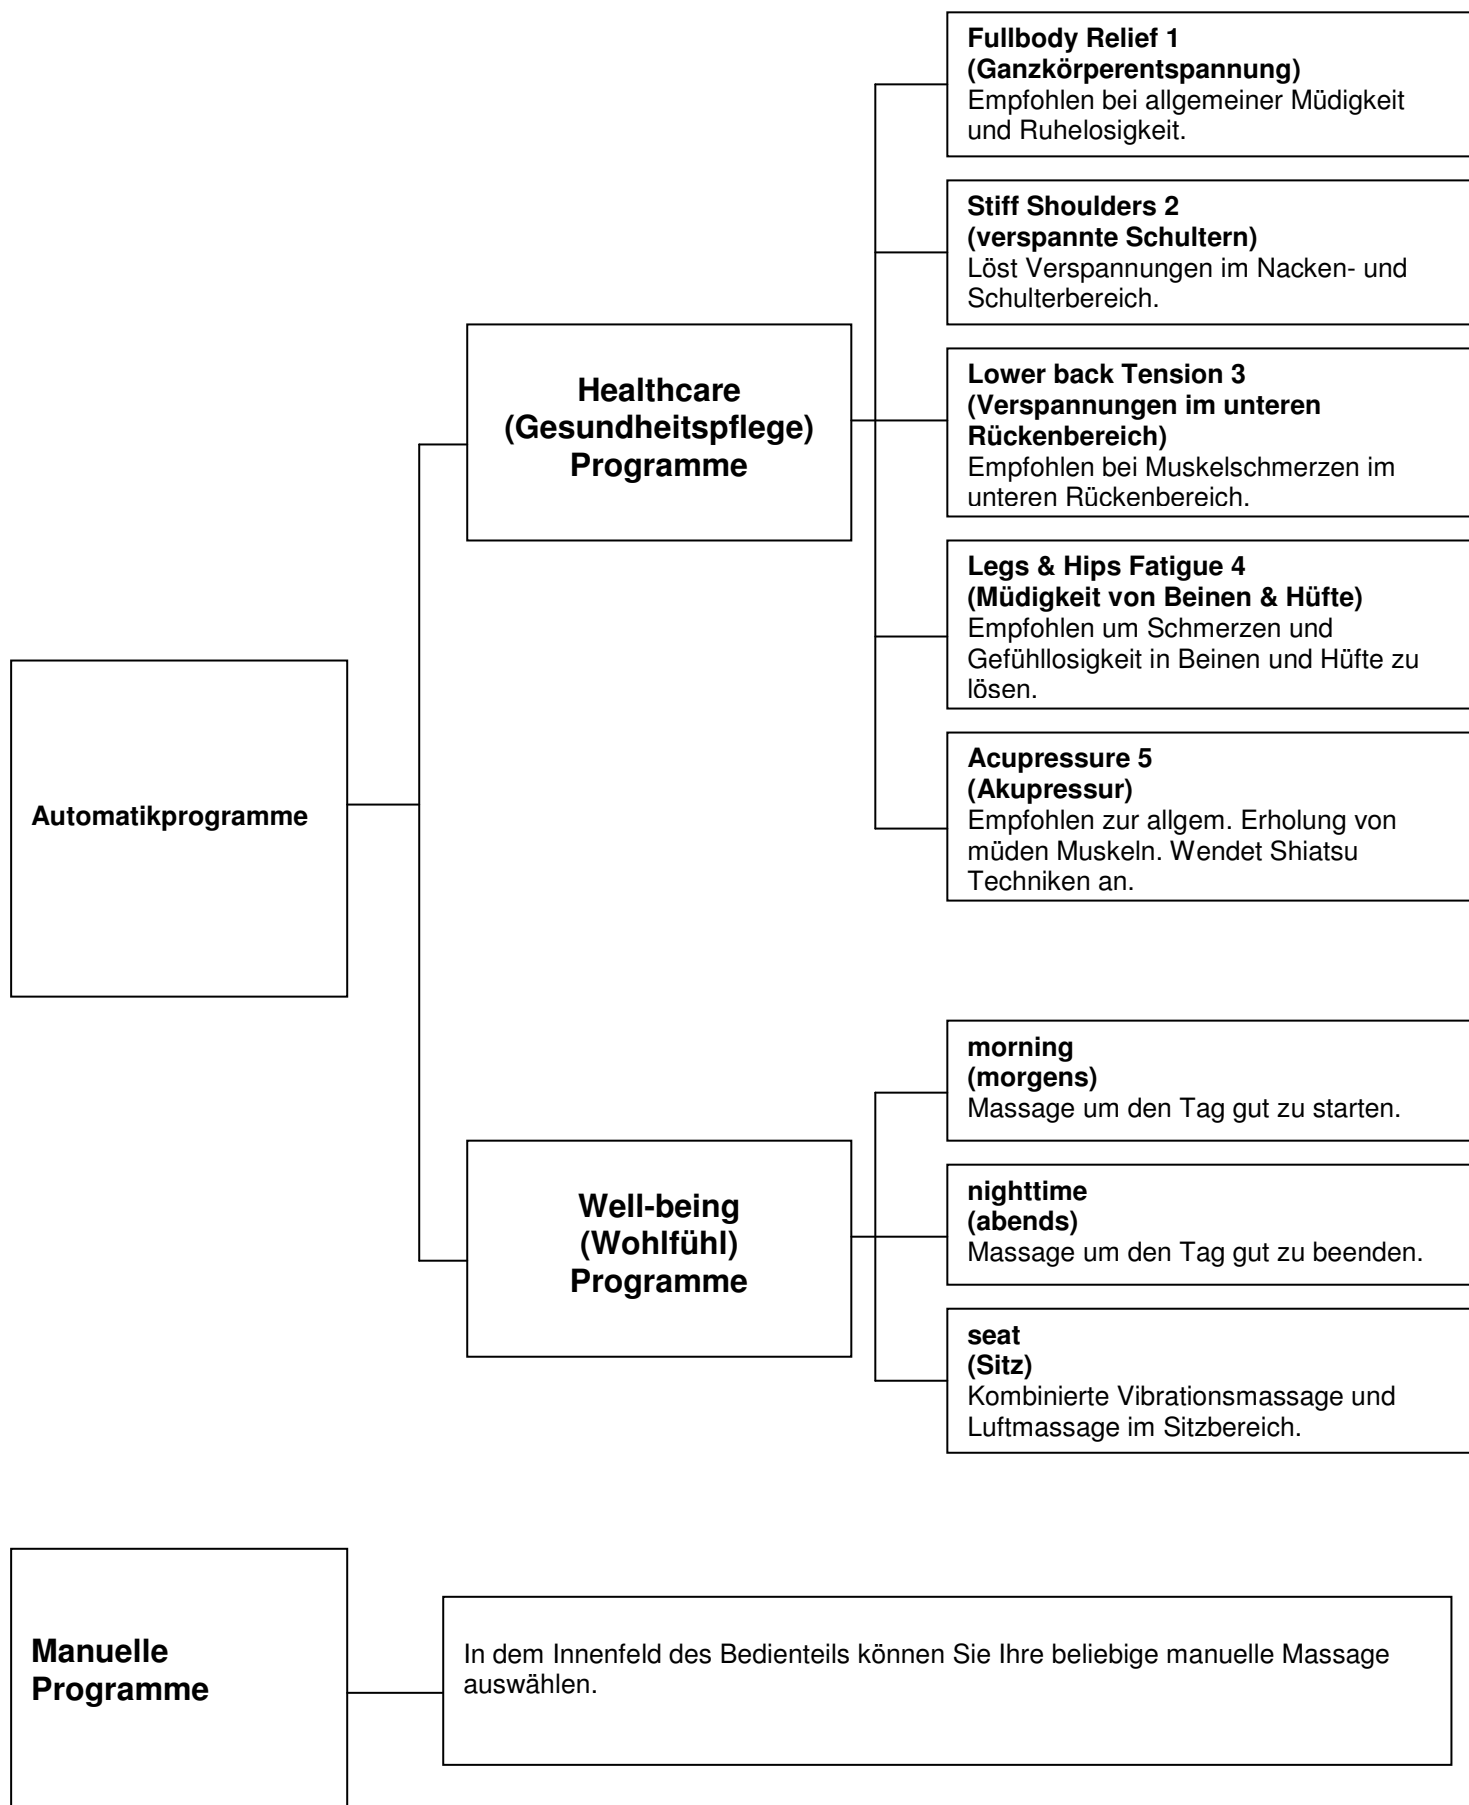 Automatikprogramme
Healthcare
(Gesundheitspflege)
Programme
Fullbody Relief 1
(Ganzkörperentspannung)
Empfohlen bei allgemeiner Müdigkeit
und Ruhelosigkeit.
Stiff Shoulders 2
(verspannte Schultern)
Löst Verspannungen im Nacken- und
Schulterbereich.
Lower back Tension 3
(Verspannungen im unteren
Rückenbereich)
Empfohlen bei Muskelschmerzen im
unteren Rückenbereich.
Legs & Hips Fatigue 4
(Müdigkeit von Beinen & Hüfte)
Empfohlen um Schmerzen und
Gefühllosigkeit in Beinen und Hüfte zu
lösen.
Acupressure 5
(Akupressur)
Empfohlen zur allgem. Erholung von
müden Muskeln. Wendet Shiatsu
Techniken an.
Well-being
(Wohlfühl)
Programme
morning
(morgens)
Massage um den Tag gut zu starten.
nighttime
(abends)
Massage um den Tag gut zu beenden.
seat
(Sitz)
Kombinierte Vibrationsmassage und
Luftmassage im Sitzbereich.
Manuelle
Programme
In dem Innenfeld des Bedienteils können Sie Ihre beliebige manuelle Massage
auswählen.